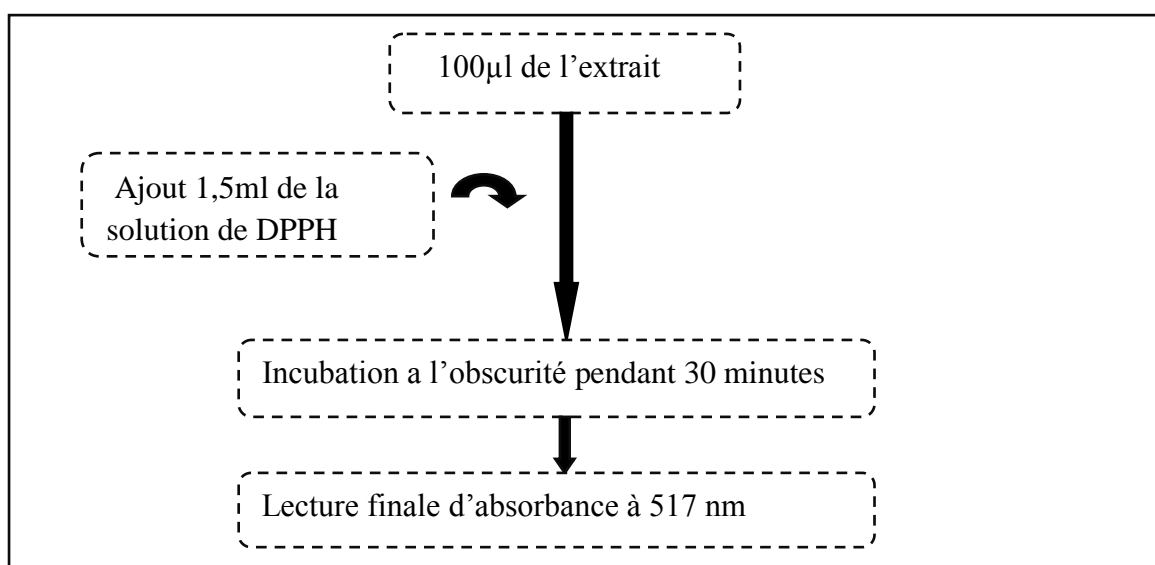 100µl de l’extrait
Ajout 1,5ml de la
solution de DPPH
Incubation a l’obscurité pendant 30 minutes
Lecture finale d’absorbance à 517 nm